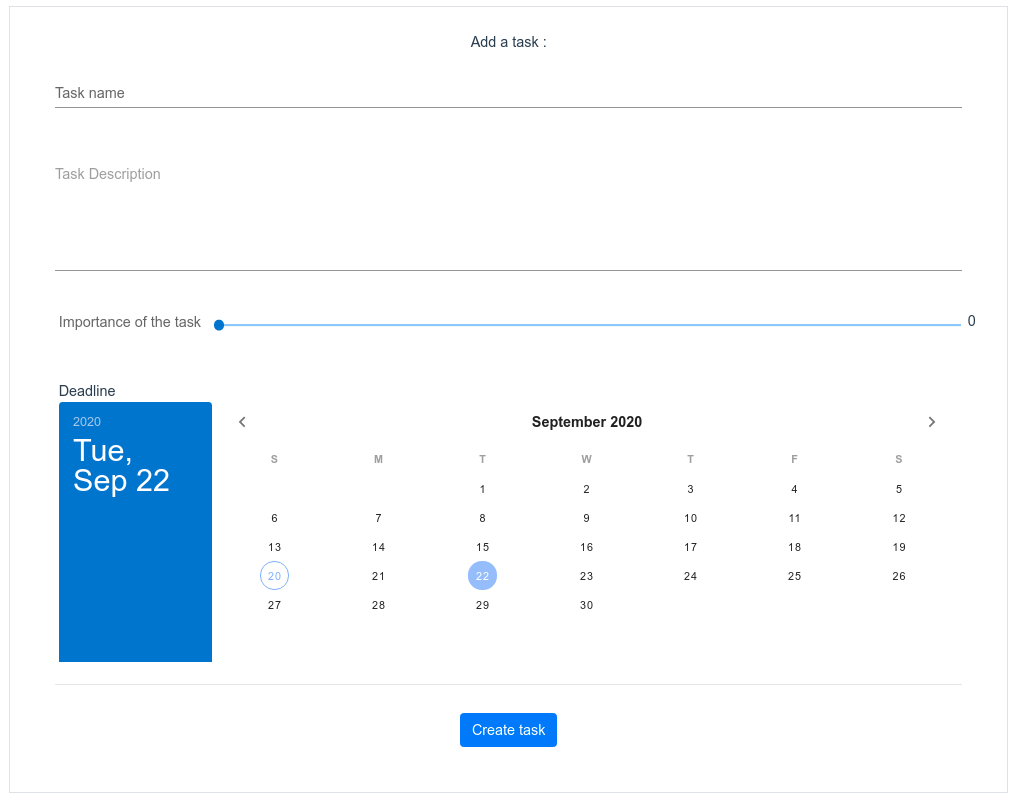 Add a task :
Task name
Task Description
Importance of the task 0
Deadline
2020
Tue,
Sep 22
September 2020
S M T W T F S
1 2 3 4 5
6 7 8 9 10 11 12
13 14 15 16 17 18 19
20 21 22 23 24 25 26
27 28 29 30
Create task